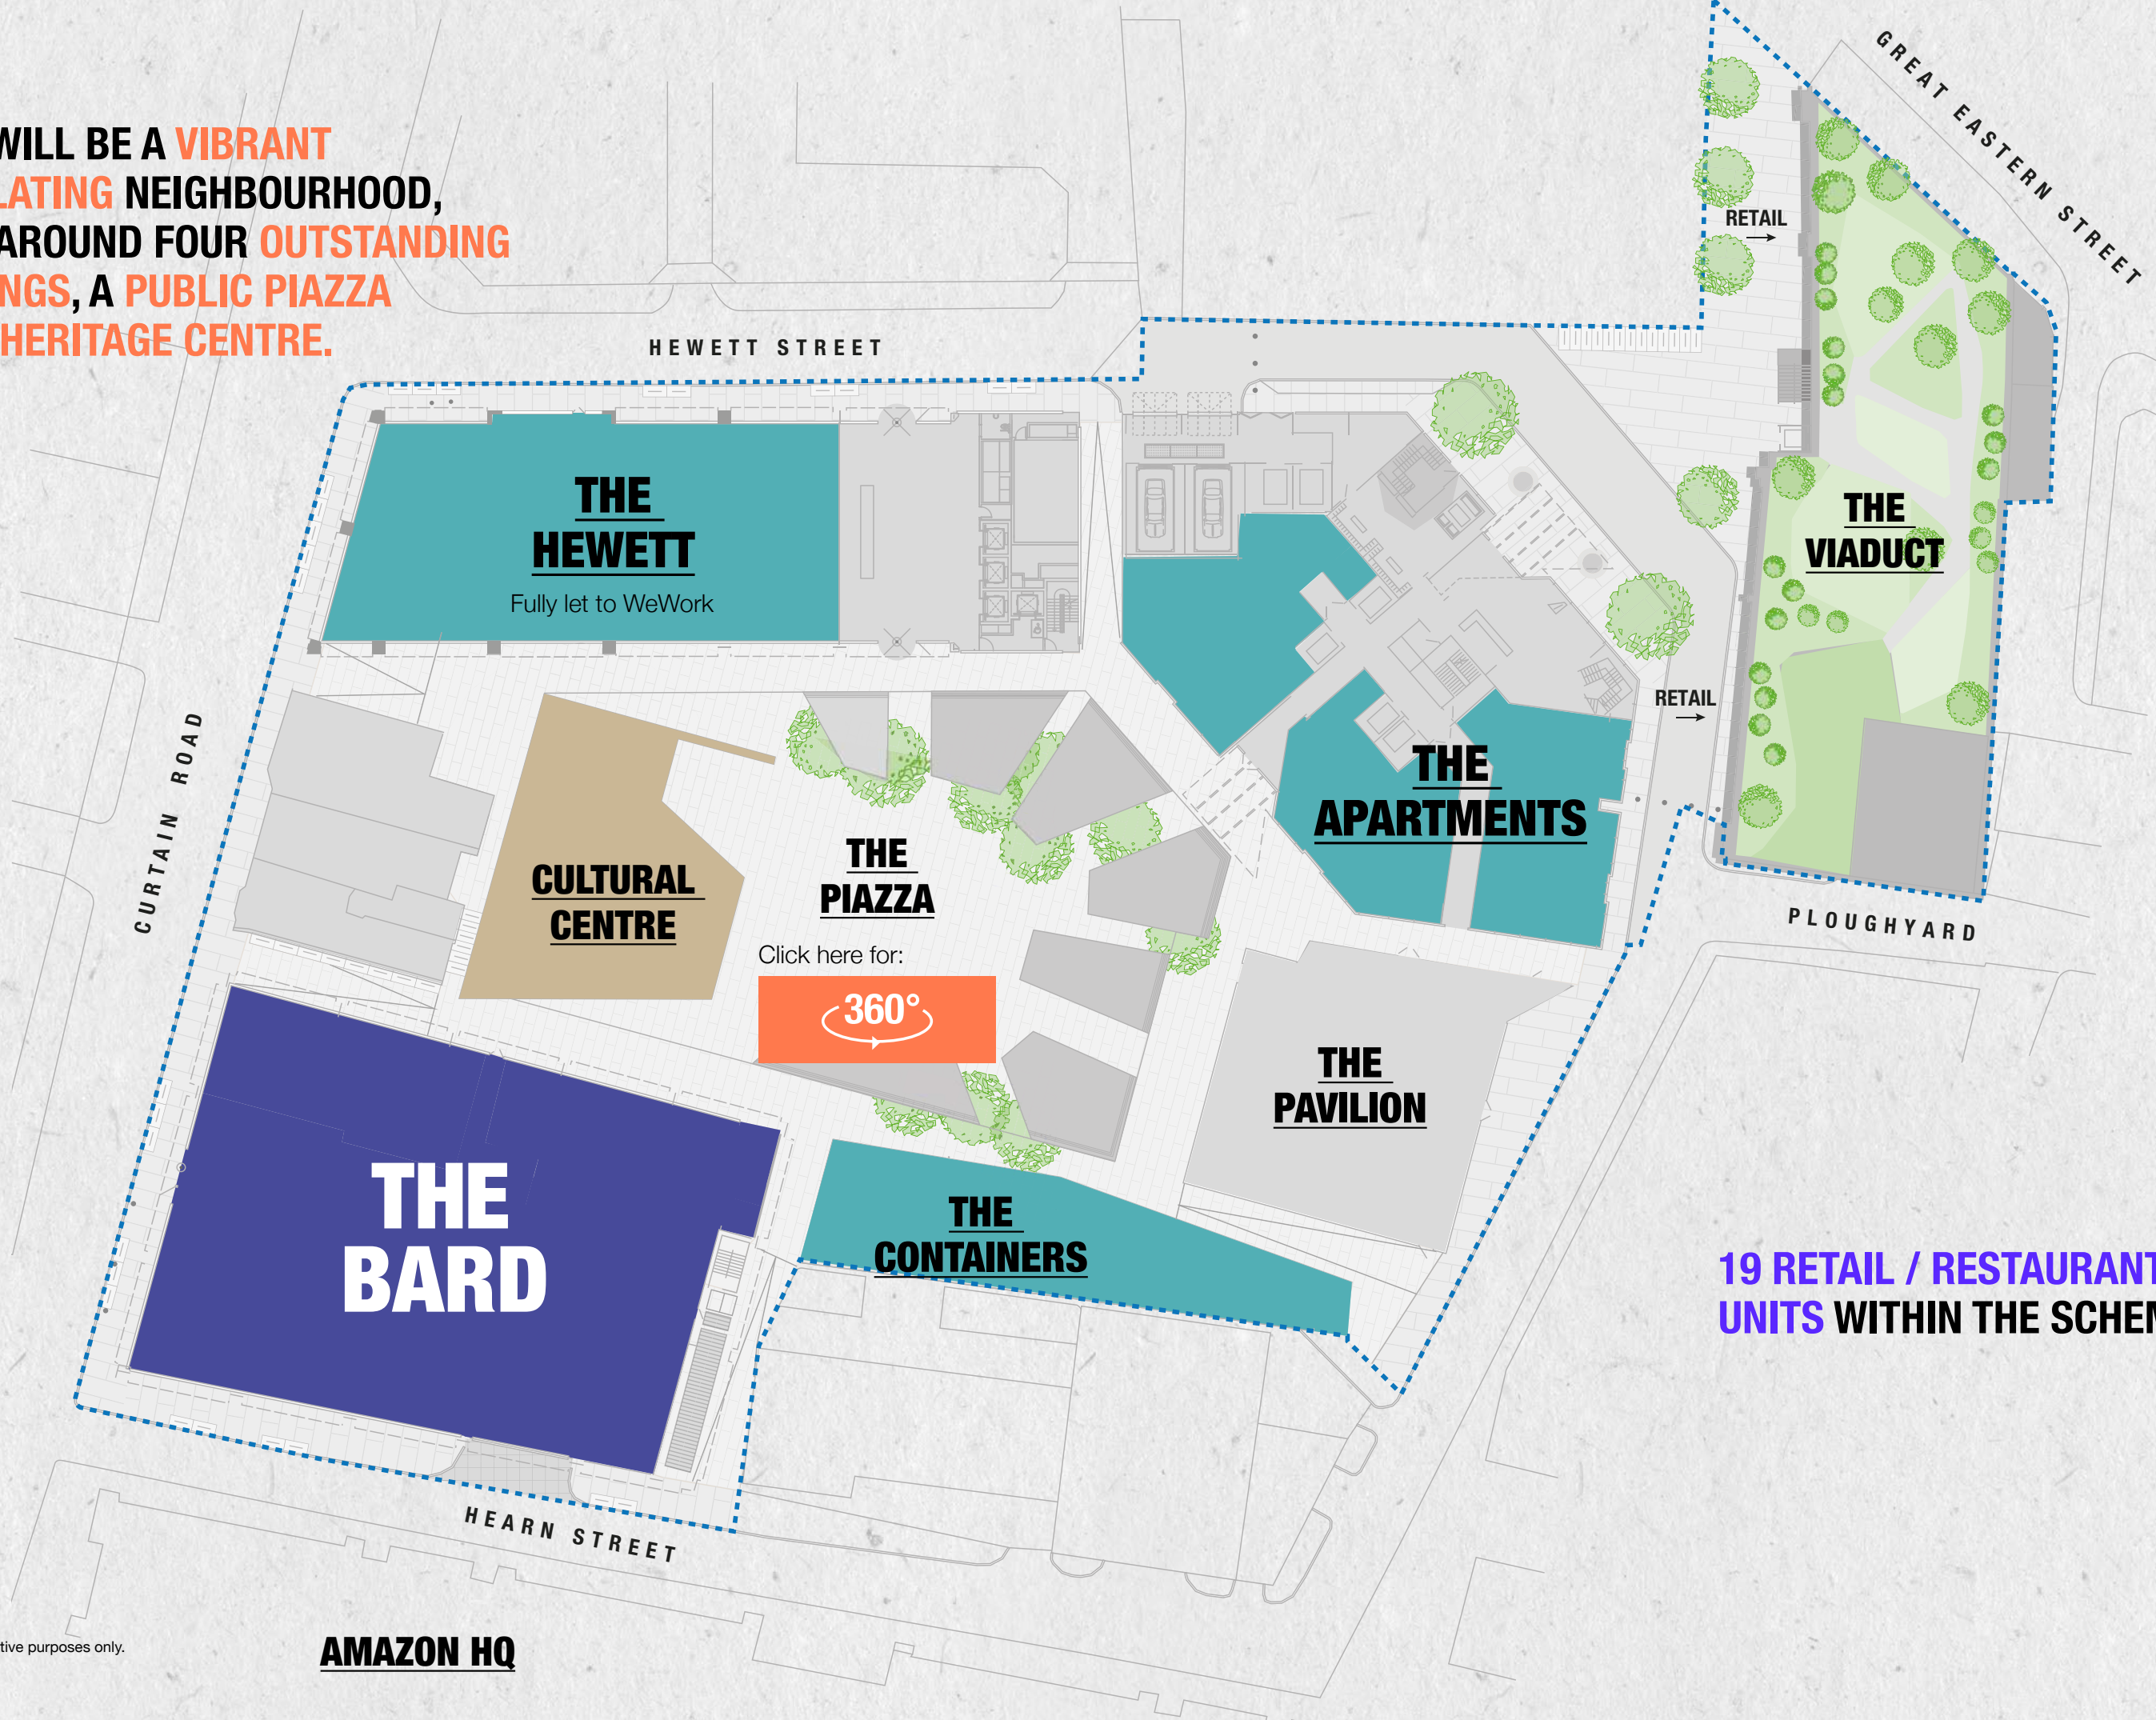 WILL BE A VIBRANT
LATING NEIGHBOURHOOD,
AROUND FOUR OUTSTANDING
NGS, A PUBLIC PIAZZA
HERITAGE CENTRE.
GREAT EASTERN STREET
RETAIL
HEWETT STREET
THE
HEWETT
Fully let to WeWork
THE
VIADUCT
RETAIL
CURTAIN ROAD
THE
APARTMENTS
CULTURAL
CENTRE
THE
PIAZZA
Click here for:
360°
PLOUGHYARD
THE
PAVILION
THE
BARD
THE
CONTAINERS
19 RETAIL / RESTAURANT
UNITS WITHIN THE SCHEM
HEARN STREET
tive purposes only.
AMAZON HQ